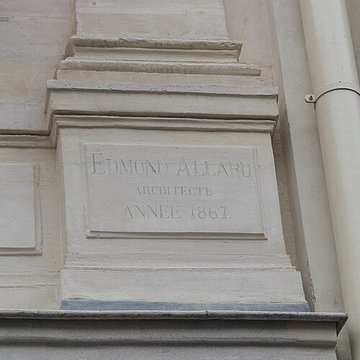 EDMOND ALLARD
ARCHITECTE
ANNÉE 1867.